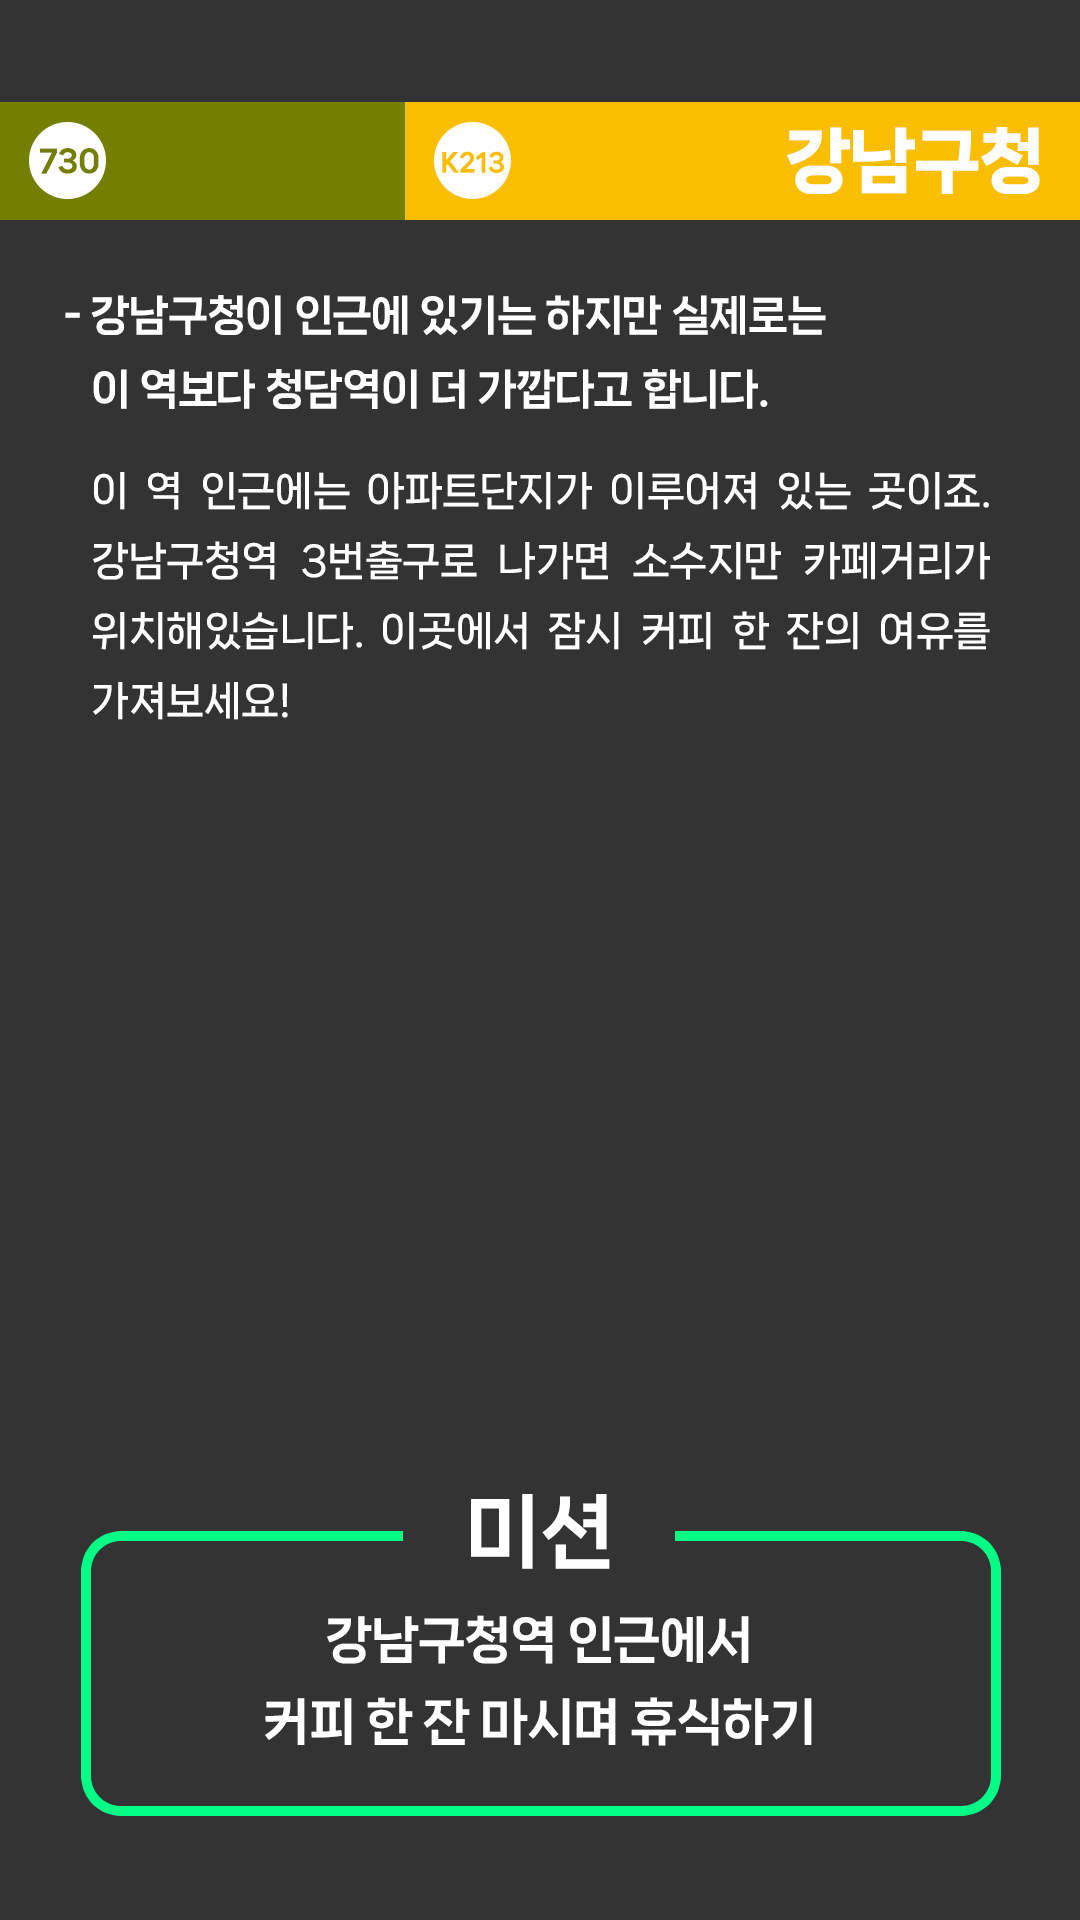 730
K213
강남구청
- 강남구청이 인근에 있기는 하지만 실제로는
이 역보다 청담역이 더 가깝다고 합니다.
이 역 인근에는 아파트단지가 이루어져 있는 곳이죠.
강남구청역 3번출구로 나가면 소수지만 카페거리가
위치해있습니다. 이곳에서 잠시 커피 한 잔의 여유를
가져보세요!
미션
강남구청역 인근에서
커피 한 잔 마시며 휴식하기